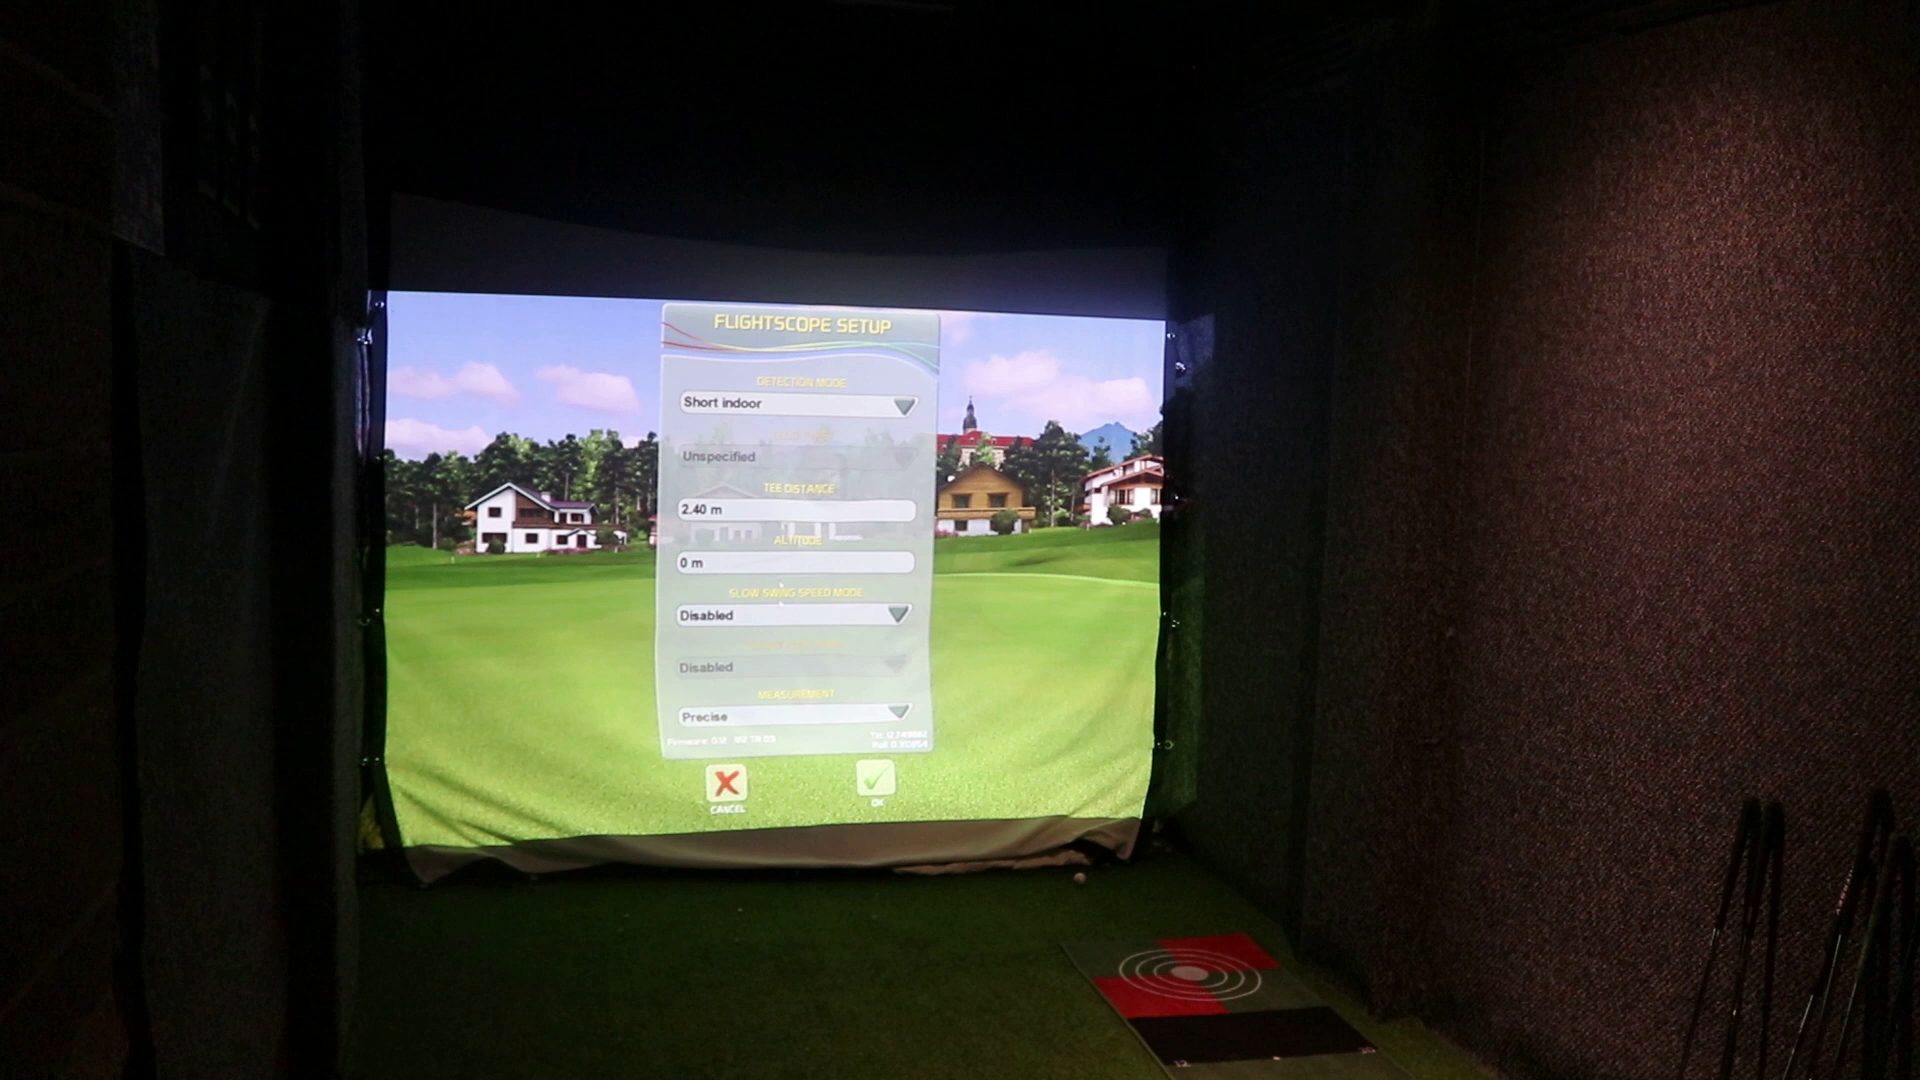 FLIGHTSCOPE SETUP
DETECTION MODE
Short indoor
Unspecified
TEE DISTANCE
2.40 m
ALTITUDE
0 m
SLOW SWING SPEED MODE
Disabled
Disabled
MEASUREMENT
Precise
Firmware:
CANCEL
OK